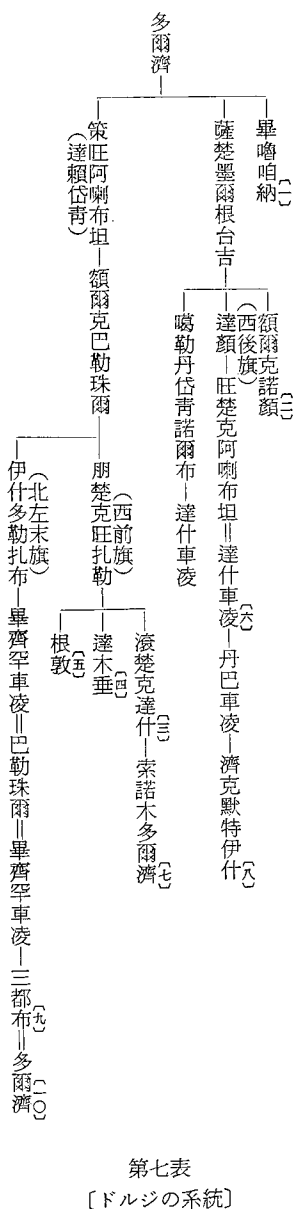 多爾濟
畢嚕咱納〔一〕
薩楚墨爾根台吉
額爾克諾顏〔二〕
(西後旗)
達顏―旺楚克阿喇布坦=達什車凌〔六〕―丹巴車凌―濟克默特伊什〔八〕
噶勒丹岱青諾爾布―達什車凌
策旺阿喇布坦―額爾克巴勒珠爾
(達賴岱青)
(西前旗)
朋楚克旺扎勒
滾楚克達什〔三〕―索諾木多爾濟〔七〕
達木垂〔四〕
根敦〔五〕
(北左末旗)
伊什多勒扎布―畢齊罕車凌=巴勒珠爾=畢齊罕車凌―三都布〔九〕=多爾濟〔一〇〕
第七表
〔ドルジの系統〕